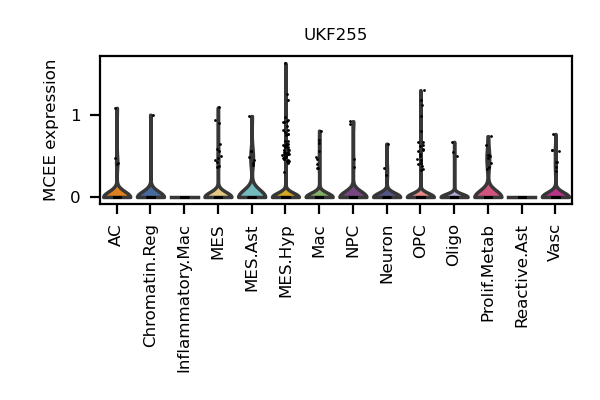 UKF255
MCEE expression
1
0
AC
Chromatin.Reg
Inflammatory.Mac
MES
MES.Ast
MES.Hyp
Mac
NPC
Neuron
OPC
Oligo
Prolif.Metab
Reactive.Ast
Vasc